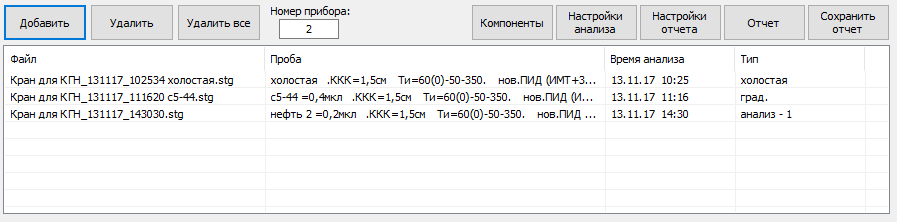 Добавить Удалить Удалить все Номер прибора: 2 Компоненты Настройки анализа Настройки отчета Отчет Сохранить отчет
Файл Проба Время анализа Тип
Кран для КГН_131117_102534 холостая.stg холостая .ККК=1,5см Ти=60(0)-50-350. нов.ПИД (ИМТ+3... 13.11.17 10:25 холостая
Кран для КГН_131117_111620 с5-44.stg с5-44 =0,4мкл .ККК=1,5см Ти=60(0)-50-350. нов.ПИД (И... 13.11.17 11:16 град.
Кран для КГН_131117_143030.stg нефть 2 =0,2мкл .ККК=1,5см Ти=60(0)-50-350. нов.ПИД ... 13.11.17 14:30 анализ - 1